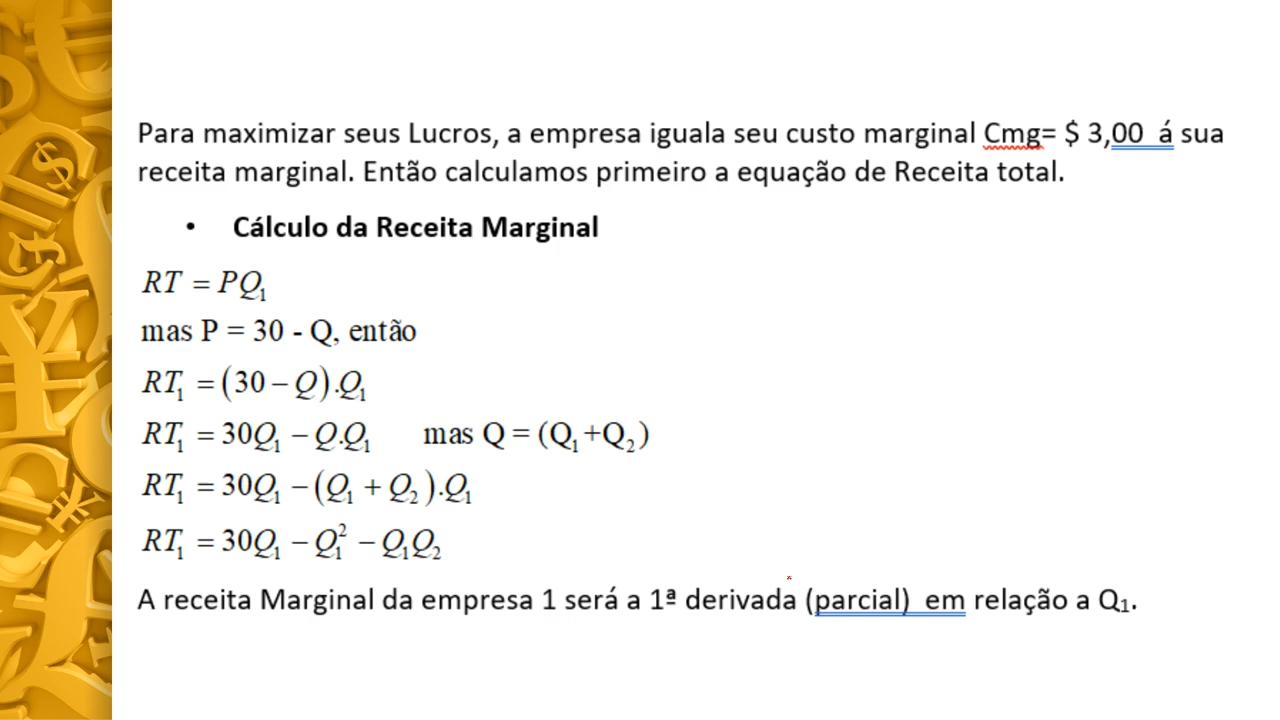 Para maximizar seus Lucros, a empresa iguala seu custo marginal Cmg= $ 3,00  á sua
receita marginal. Então calculamos primeiro a equação de Receita total.
• Cálculo da Receita Marginal
RT = PQ₁
mas P = 30 - Q, então
RT₁ = (30 − Q).Q₁
RT₁ = 30Q₁ − Q.Q₁ mas Q = (Q₁+Q₂)
RT₁ = 30Q₁ − (Q₁ + Q₂).Q₁
RT₁ = 30Q₁ − Q₁² − Q₁Q₂
A receita Marginal da empresa 1 será a 1ª derivada (parcial)  em relação a Q₁.